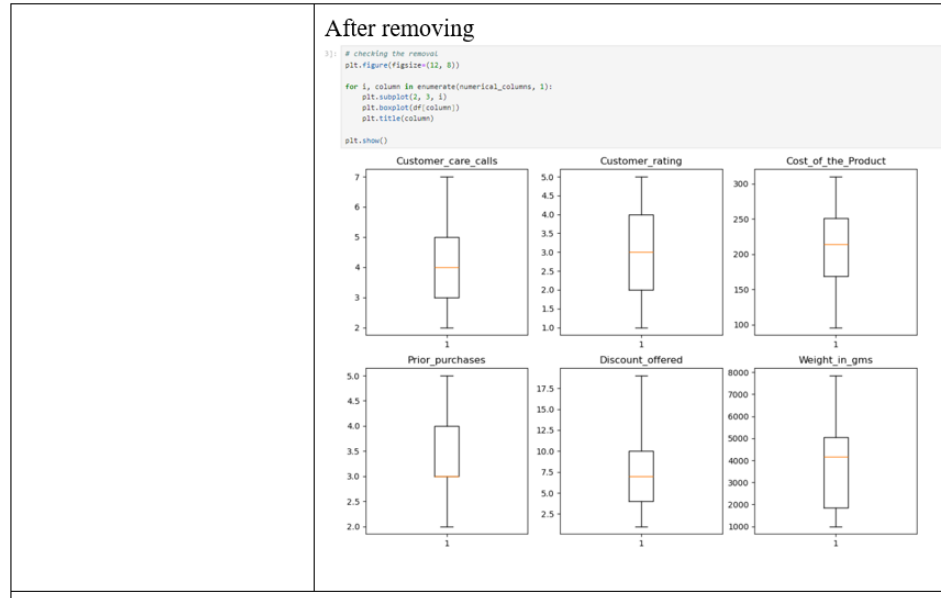 After removing
3]: # checking the removal
plt.figure(figsize=(12, 8))
for i, column in enumerate(numerical_columns, 1):
plt.subplot(2, 3, i)
plt.boxplot(df[column])
plt.title(column)
plt.show()
Customer_care_calls Customer_rating Cost_of_the_Product
7 5.0 300
6 4.5 250
5 4.0 200
4 3.5 150
3 3.0 100
2 2.5
2.0
1.5
1.0
1 1 1
Prior_purchases Discount_offered Weight_in_gms
5.0 17.5 8000
4.5 15.0 7000
4.0 12.5 6000
3.5 10.0 5000
3.0 7.5 4000
2.5 5.0 3000
2.0 2.5 2000
1000
1 1 1